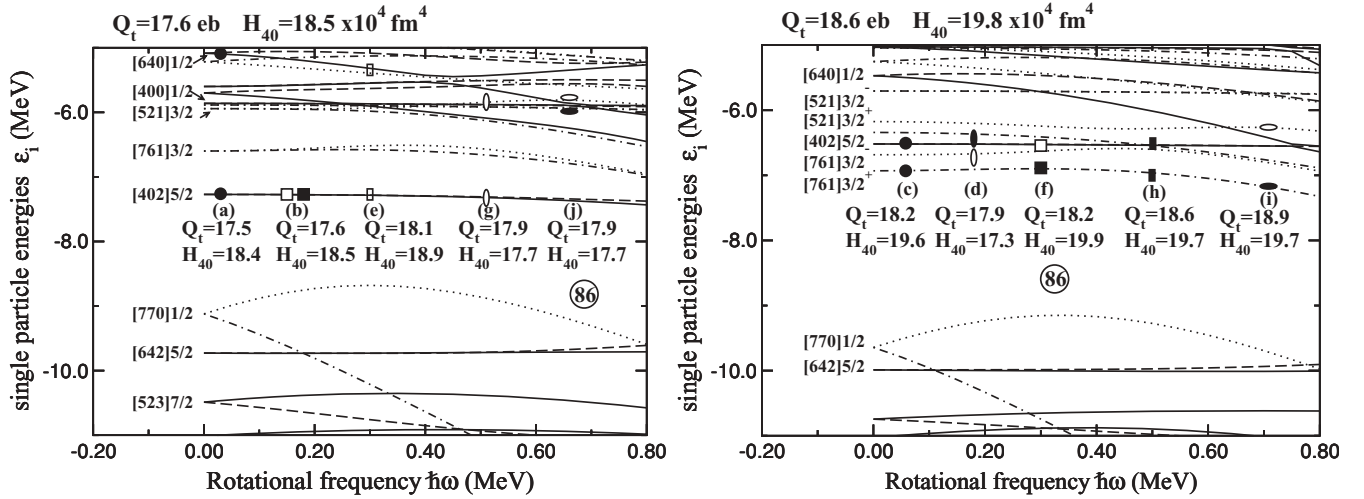 Q_t=17.6 eb H_40=18.5 x10^4 fm^4
single particle energies ε_i (MeV)
-6.0
-8.0
-10.0
[640]1/2
[400]1/2
[521]3/2
[761]3/2
[402]5/2
(a) (b) (e) (g) (j)
Q_t=17.5 Q_t=17.6 Q_t=18.1 Q_t=17.9 Q_t=17.9
H_40=18.4 H_40=18.5 H_40=18.9 H_40=17.7 H_40=17.7
86
[770]1/2
[642]5/2
[523]7/2
-0.20 0.00 0.20 0.40 0.60 0.80
Rotational frequency ℏω (MeV)
Q_t=18.6 eb H_40=19.8 x10^4 fm^4
single particle energies ε_i (MeV)
-6.0
-8.0
-10.0
[640]1/2
[521]3/2^-
[521]3/2^+
[402]5/2
[761]3/2^-
[761]3/2^+
(c) (d) (f) (h) (i)
Q_t=18.2 Q_t=17.9 Q_t=18.2 Q_t=18.6 Q_t=18.9
H_40=19.6 H_40=17.3 H_40=19.9 H_40=19.7 H_40=19.7
86
[770]1/2
[642]5/2
-0.20 0.00 0.20 0.40 0.60 0.80
Rotational frequency ℏω (MeV)